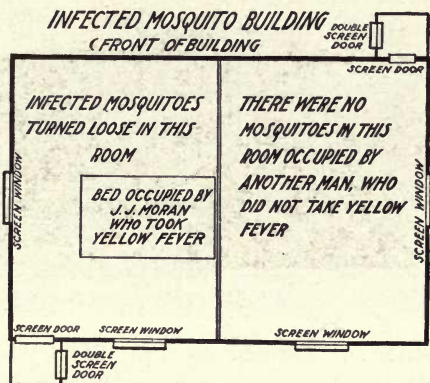 INFECTED MOSQUITO BUILDING
(FRONT OF BUILDING
DOUBLE
SCREEN
DOOR
SCREEN DOOR
INFECTED MOSQUITOES
TURNED LOOSE IN THIS
ROOM
BED OCCUPIED BY
J. J. MORAN
WHO TOOK
YELLOW FEVER
THERE WERE NO
MOSQUITOES IN THIS
ROOM OCCUPIED BY
ANOTHER MAN, WHO
DID NOT TAKE YELLOW
FEVER
SCREEN WINDOW
SCREEN WINDOW
SCREEN DOOR
SCREEN WINDOW
SCREEN WINDOW
DOUBLE
SCREEN
DOOR